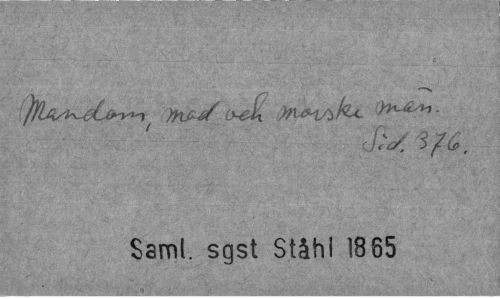 Mandom, mod och morske män.
Sid. 376.
Saml. sgst Ståhl 1865